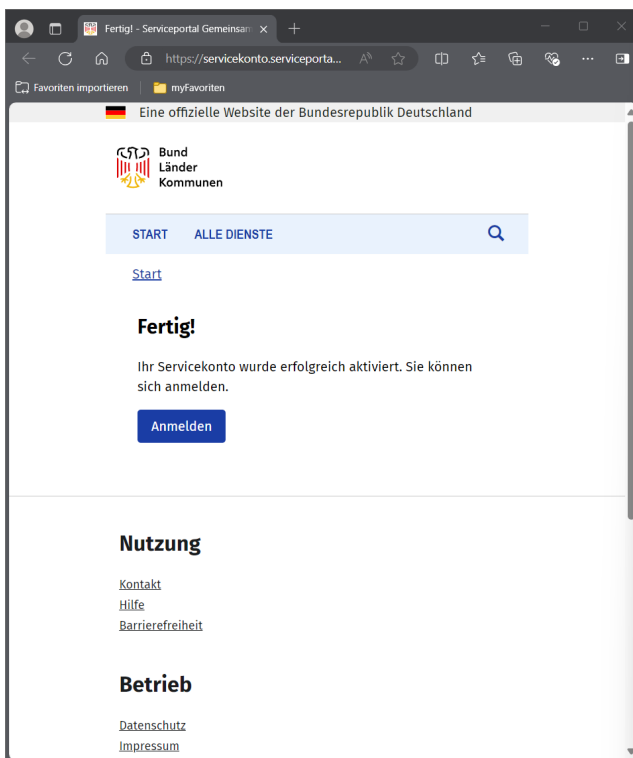 Fertig! - Serviceportal Gemeinsam
https://servicekonto.serviceporta...
Favoriten importieren
myFavoriten
Eine offizielle Website der Bundesrepublik Deutschland
Bund
Länder
Kommunen
START ALLE DIENSTE
Start
Fertig!
Ihr Servicekonto wurde erfolgreich aktiviert. Sie können
sich anmelden.
Anmelden
Nutzung
Kontakt
Hilfe
Barrierefreiheit
Betrieb
Datenschutz
Impressum